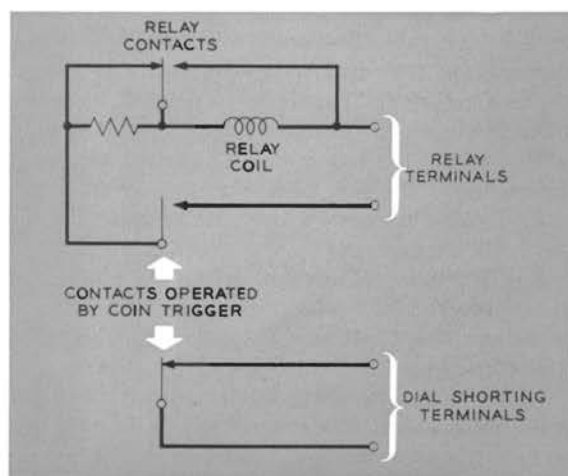 RELAY
CONTACTS
RELAY
COIL
RELAY
TERMINALS
CONTACTS OPERATED
BY COIN TRIGGER
DIAL SHORTING
TERMINALS